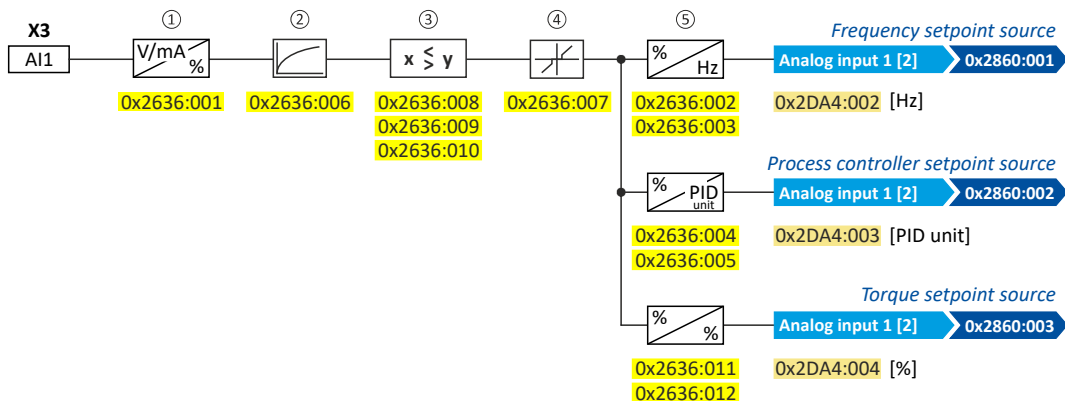 ① ② ③ ④ ⑤
X3
AI1
V/mA
%
x ≶ y
%
Hz
Frequency setpoint source
Analog input 1 [2] 0x2860:001
0x2636:001
0x2636:006
0x2636:008
0x2636:009
0x2636:010
0x2636:007
0x2636:002
0x2636:003
0x2DA4:002 [Hz]
Process controller setpoint source
%
PID
unit
Analog input 1 [2] 0x2860:002
0x2636:004
0x2636:005
0x2DA4:003 [PID unit]
Torque setpoint source
%
%
Analog input 1 [2] 0x2860:003
0x2636:011
0x2636:012
0x2DA4:004 [%]